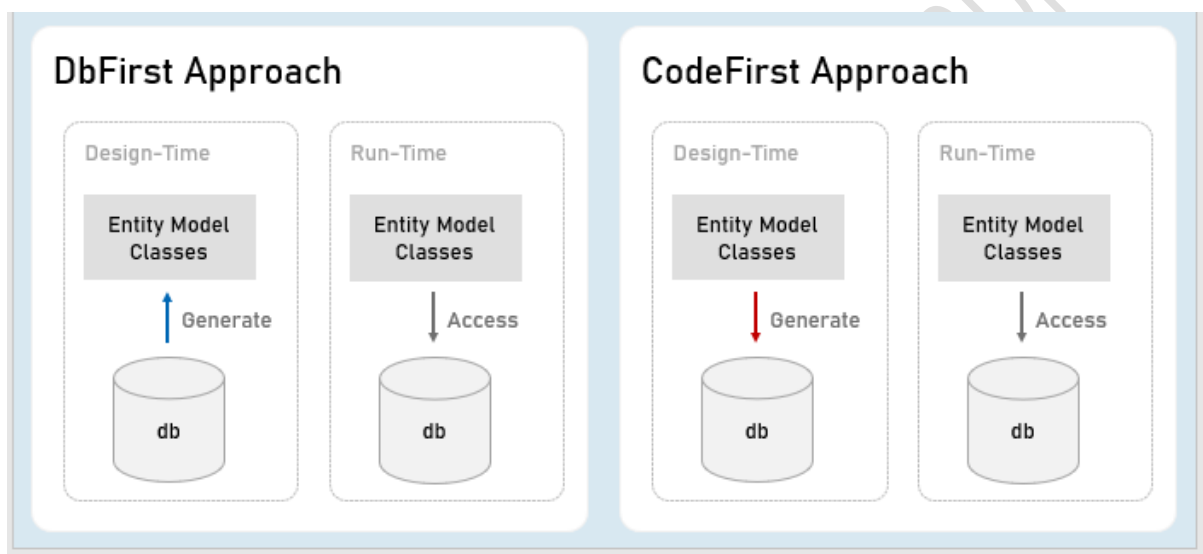 DbFirst Approach
Design-Time
Entity Model
Classes
Generate
db
Run-Time
Entity Model
Classes
Access
db
CodeFirst Approach
Design-Time
Entity Model
Classes
Generate
db
Run-Time
Entity Model
Classes
Access
db